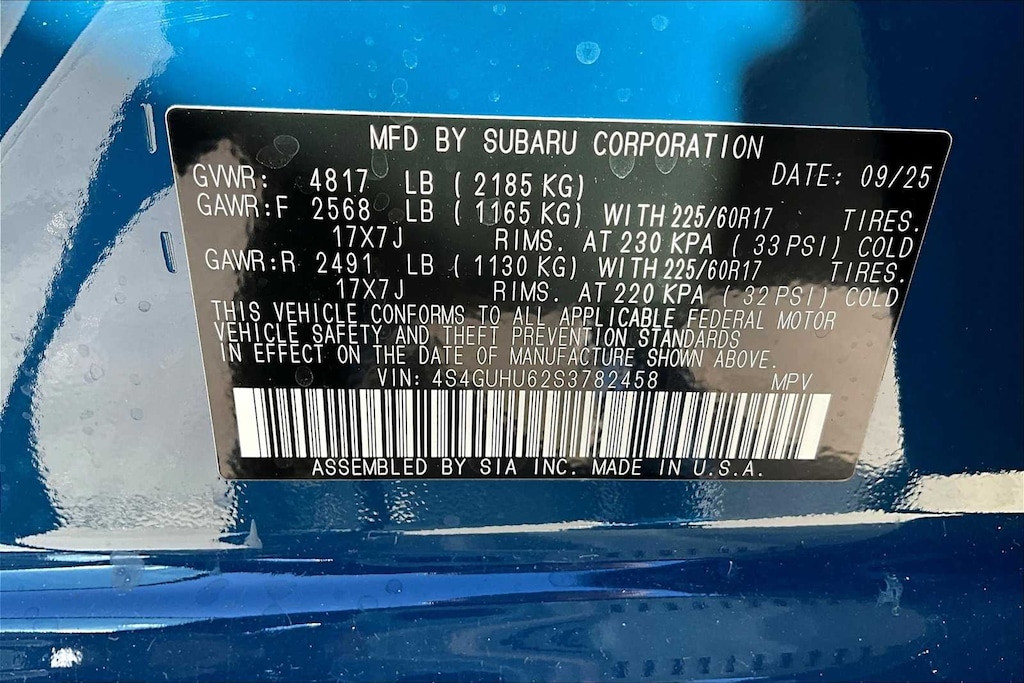 MFD BY SUBARU CORPORATION
GVWR: 4817 LB ( 2185 KG) DATE: 09/25
GAWR:F 2568 LB ( 1165 KG) WITH 225/60R17 TIRES.
17X7J RIMS. AT 230 KPA ( 33 PSI) COLD
GAWR:R 2491 LB ( 1130 KG) WITH 225/60R17 TIRES.
17X7J RIMS. AT 220 KPA ( 32 PSI) COLD
THIS VEHICLE CONFORMS TO ALL APPLICABLE FEDERAL MOTOR
VEHICLE SAFETY AND THEFT PREVENTION STANDARDS
IN EFFECT ON THE DATE OF MANUFACTURE SHOWN ABOVE.
VIN: 4S4GUHU62S3782458 MPV
ASSEMBLED BY SIA INC. MADE IN U.S.A.